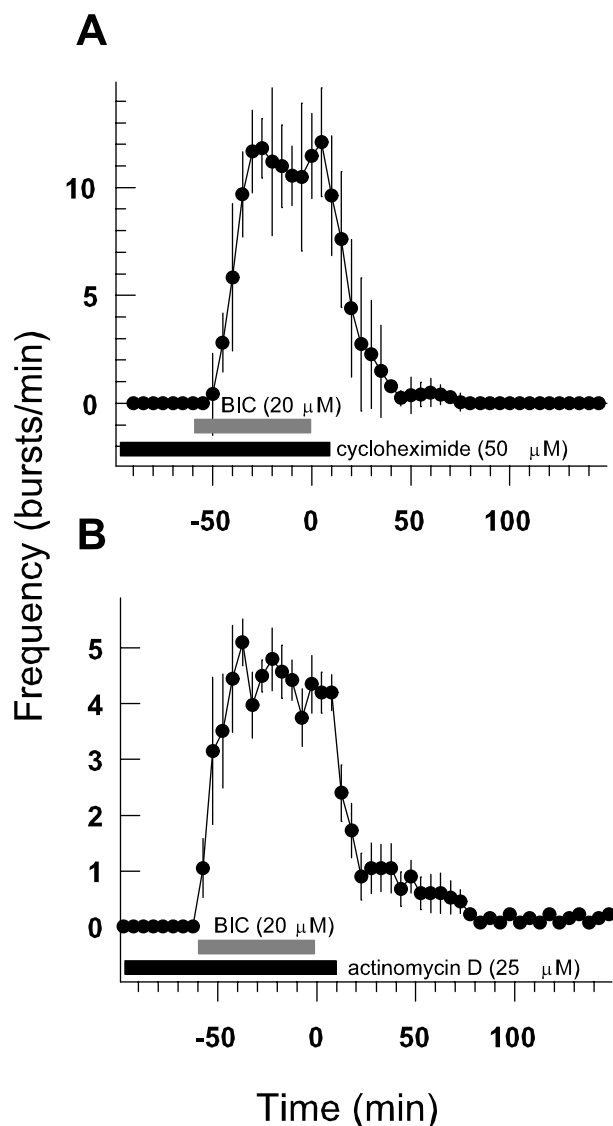 A
10
5
0
BIC (20 μM)
cycloheximide (50 μM)
-50 0 50 100
B
Frequency (bursts/min)
5
4
3
2
1
0
BIC (20 μM)
actinomycin D (25 μM)
-50 0 50 100
Time (min)